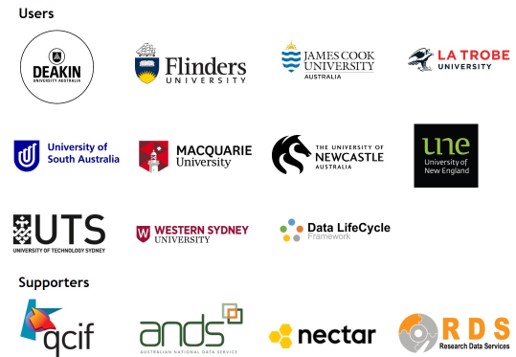 Users
DEAKIN
UNIVERSITY AUSTRALIA
Flinders
UNIVERSITY
JAMES COOK
UNIVERSITY
AUSTRALIA
LA TROBE
UNIVERSITY
University of
South Australia
MACQUARIE
University
THE UNIVERSITY OF
NEWCASTLE
AUSTRALIA
une
University of
New England
UTS
UNIVERSITY OF TECHNOLOGY SYDNEY
W
WESTERN SYDNEY
UNIVERSITY
Data LifeCycle
Framework
Supporters
qcif
ands
AUSTRALIAN NATIONAL DATA SERVICE
nectar
RDS
Research Data Services